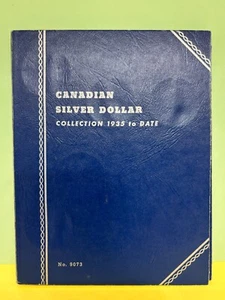 CANADIAN
SILVER DOLLAR
COLLECTION 1935 to DATE
No. 9073